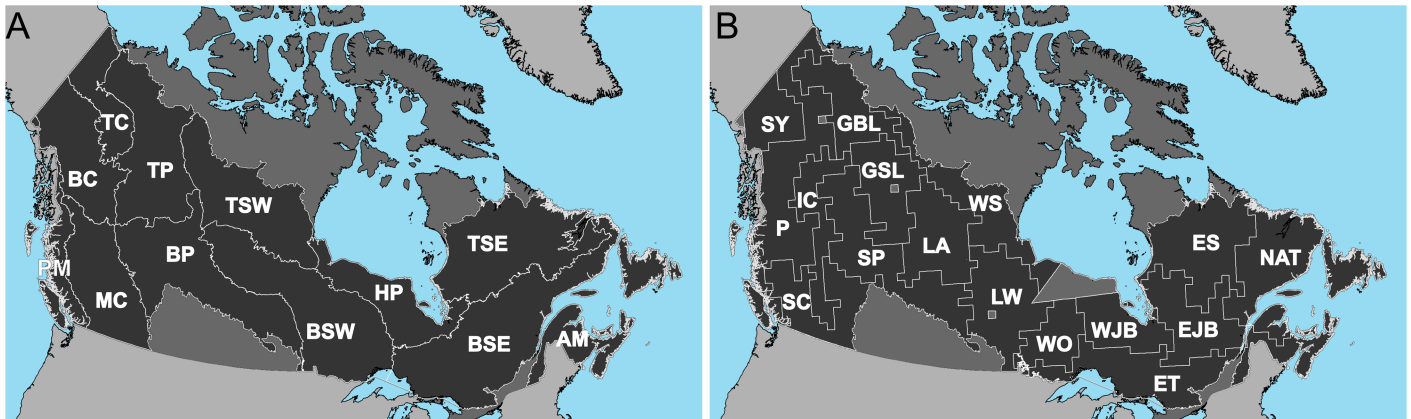 A
TC
BC
TP
TSW
TSE
PM
MC
BP
HP
BSW
BSE
AM
B
SY
GBL
GSL
IC
WS
P
SP
LA
ES
NAT
SC
LW
WO
WJB
EJB
ET